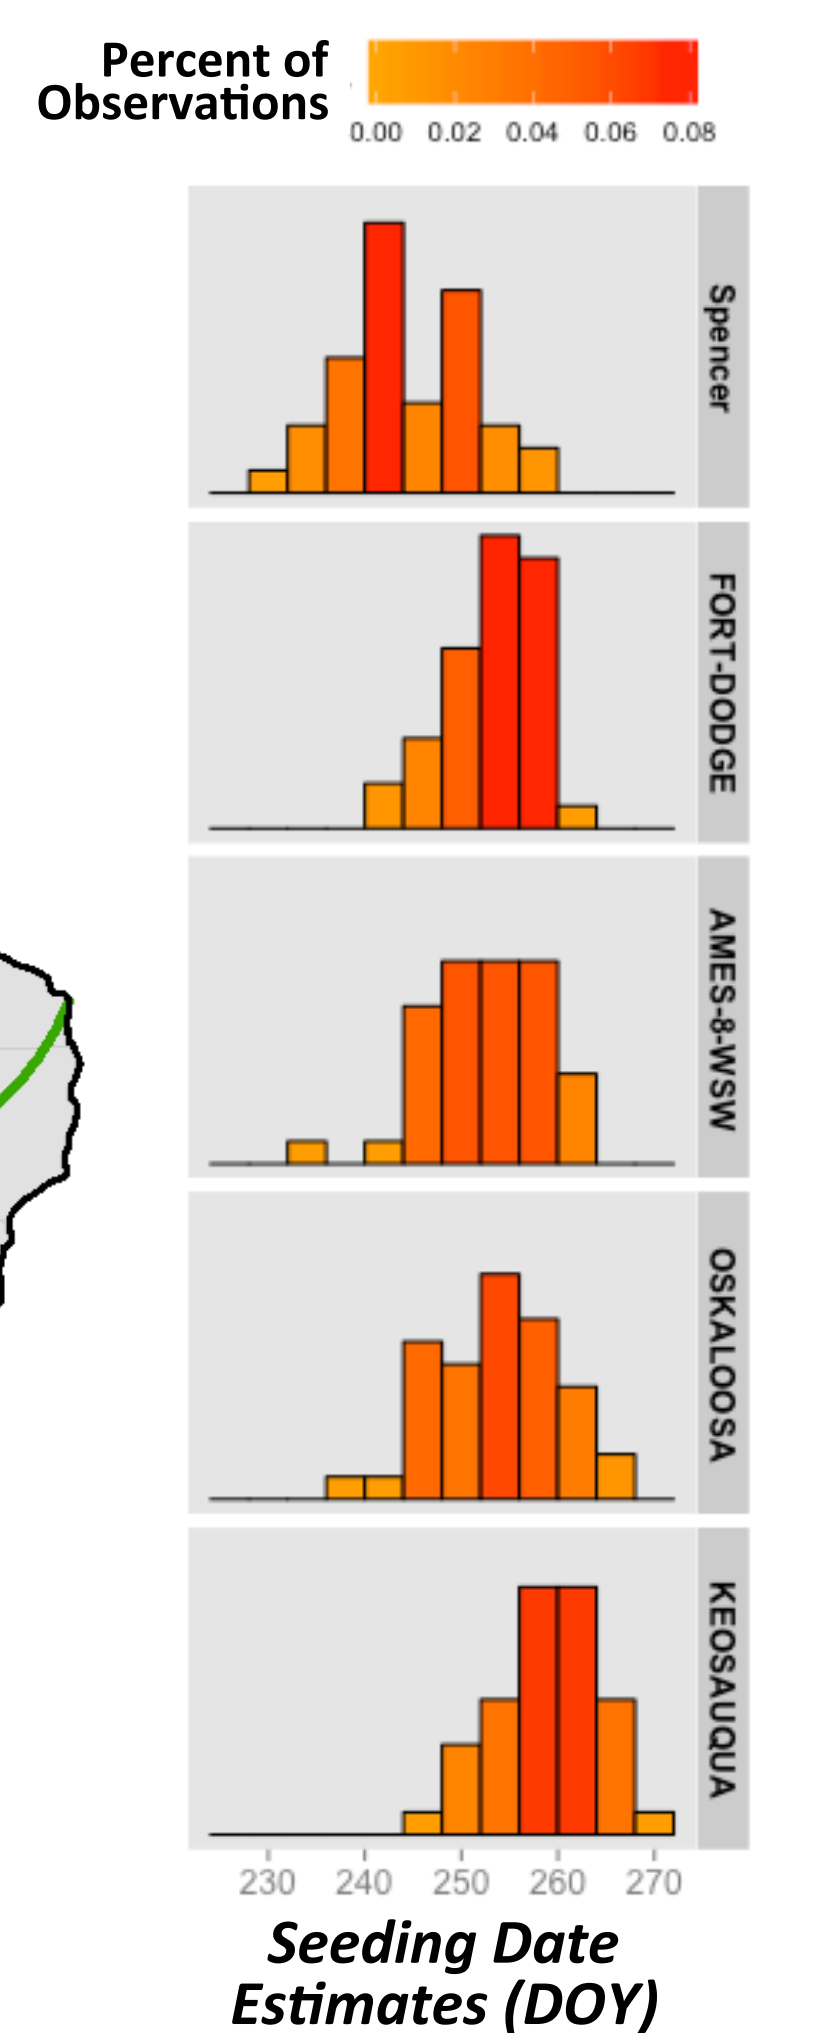 Percent of
Observations
0.00 0.02 0.04 0.06 0.08
Spencer
FORT-DODGE
AMES-8-WSW
OSKALOOSA
KEOSAUQUA
230 240 250 260 270
Seeding Date
Estimates (DOY)